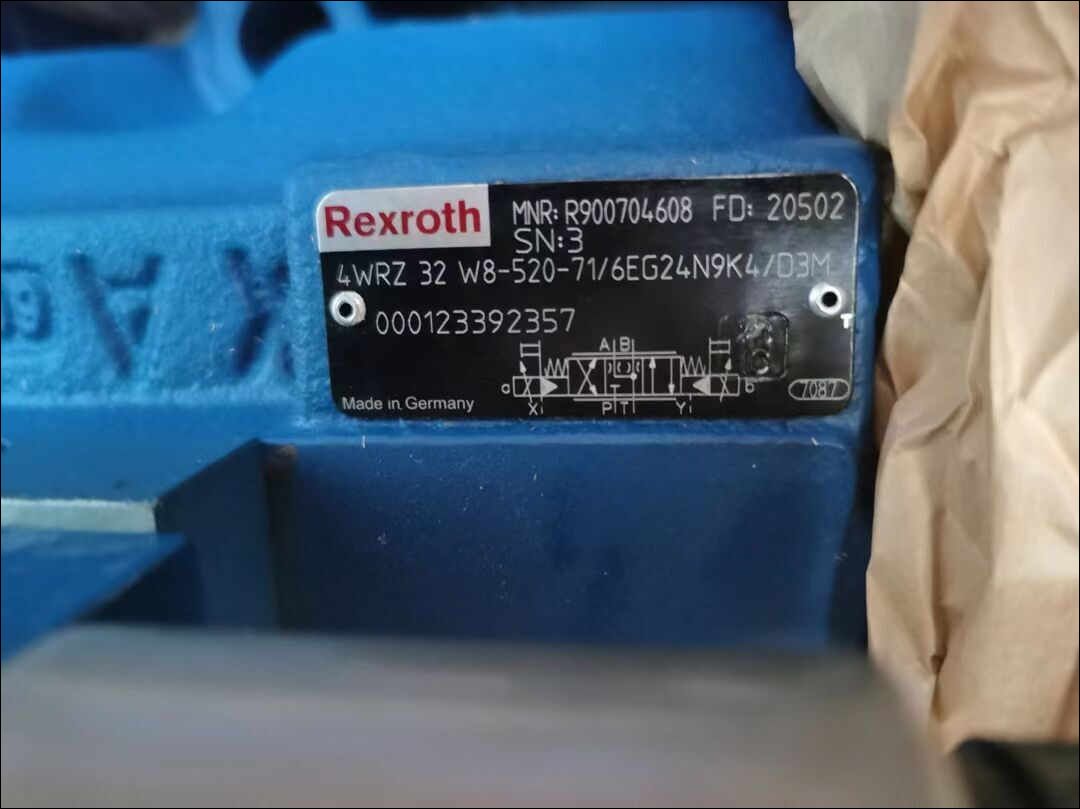 Rexroth
MNR: R900704608 FD: 20502
SN: 3
4WRZ 32 W8-520-71/6EG24N9K4/D3M
000123392357
T
A B
a
b
X
P T
Y
Made in Germany
7087